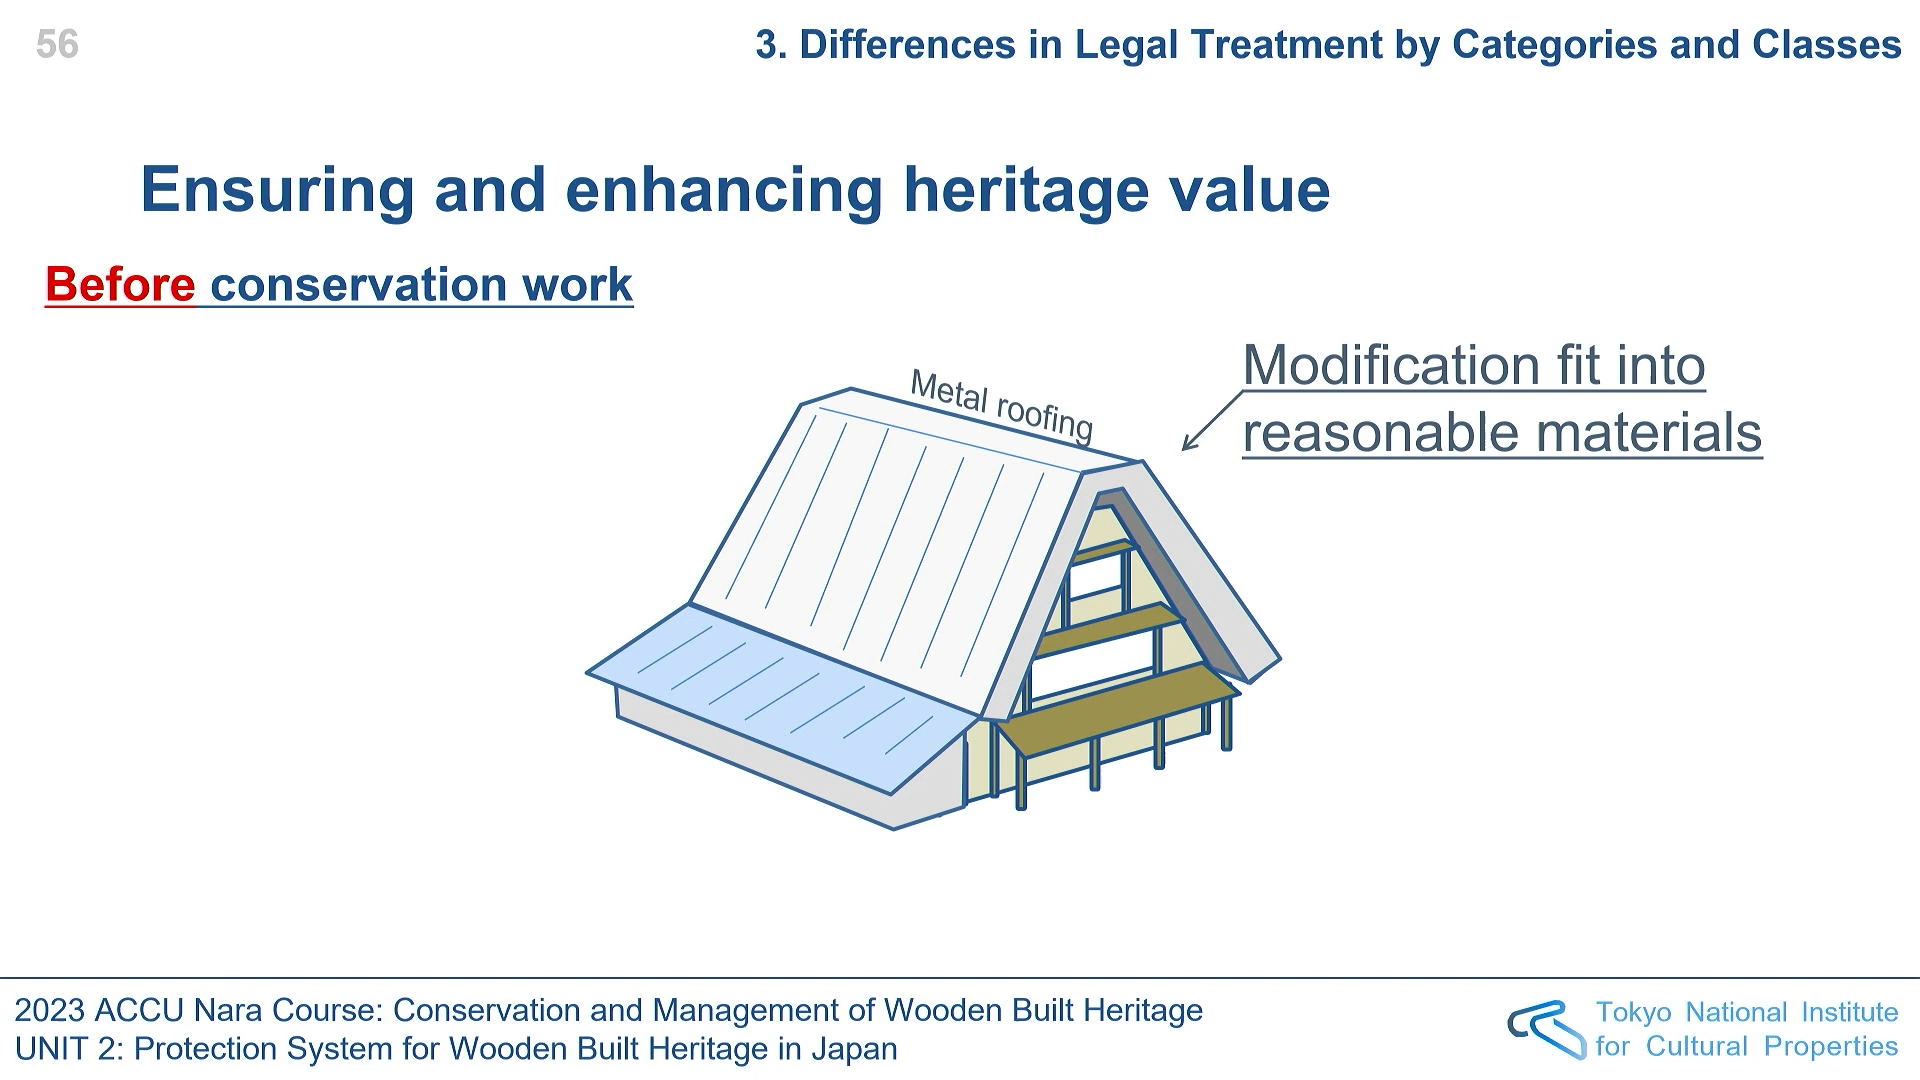 56
3. Differences in Legal Treatment by Categories and Classes
Ensuring and enhancing heritage value
Before conservation work
Metal roofing
Modification fit into
reasonable materials
2023 ACCU Nara Course: Conservation and Management of Wooden Built Heritage
UNIT 2: Protection System for Wooden Built Heritage in Japan
Tokyo National Institute
for Cultural Properties